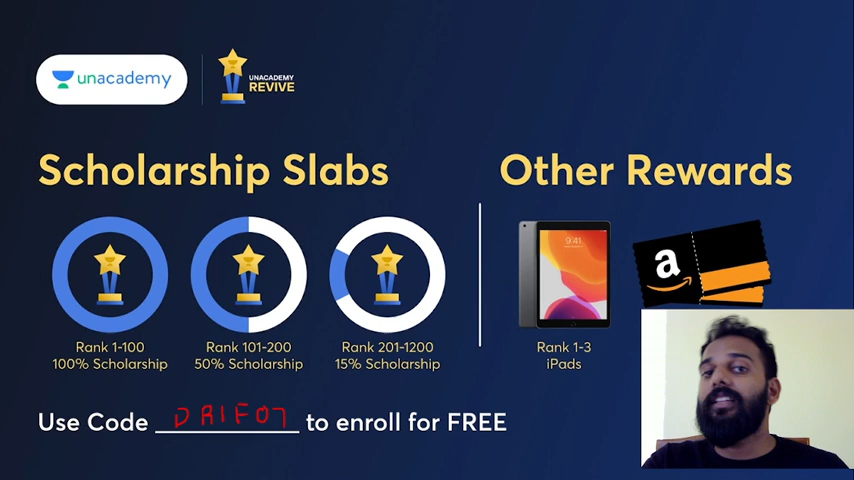 unacademy
UNACADEMY
REVIVE
Scholarship Slabs
Rank 1-100
100% Scholarship
Rank 101-200
50% Scholarship
Rank 201-1200
15% Scholarship
Other Rewards
9:41
a
Rank 1-3
iPads
Use Code DRIF07 to enroll for FREE